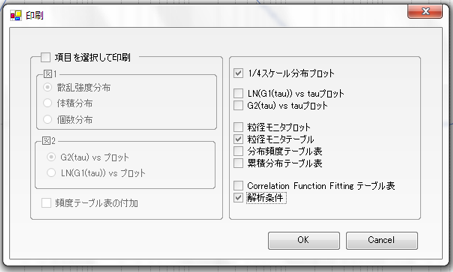 印刷
項目を選択して印刷
図1
散乱強度分布
体積分布
個数分布
図2
G2(tau) vs プロット
LN(G1(tau)) vs プロット
頻度テーブル表の付加
1/4スケール分布プロット
LN(G1(tau)) vs tauプロット
G2(tau) vs tauプロット
粒径モニタプロット
粒径モニタテーブル
分布頻度テーブル表
累積分布テーブル表
Correlation Function Fitting テーブル表
解析条件
OK
Cancel